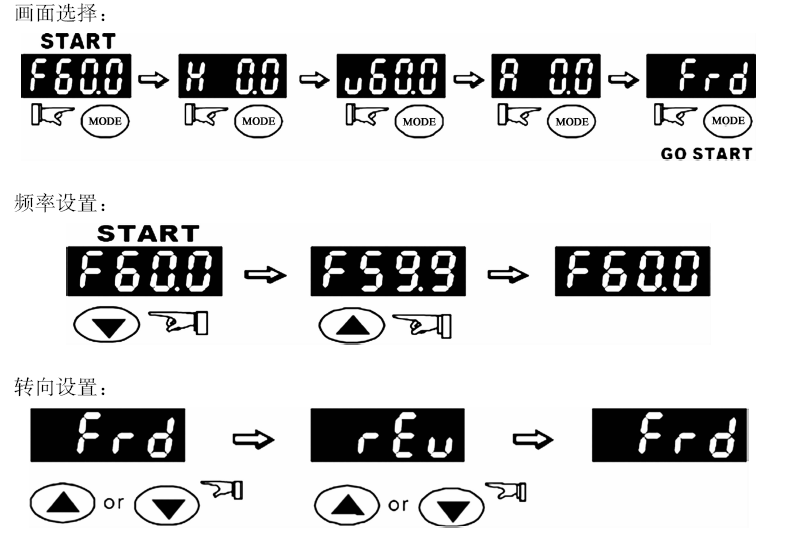 画面选择：
START
F60.0 H 0.0 u60.0 A 0.0 Frd
MODE MODE MODE MODE MODE
GO START
频率设置：
START
F60.0 F59.9 F60.0
转向设置：
Frd rEu Frd
or or